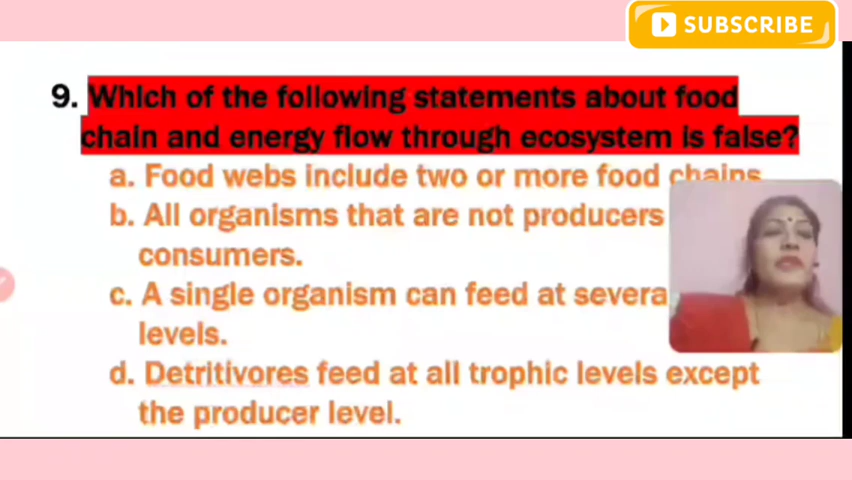 SUBSCRIBE
9. Which of the following statements about food
chain and energy flow through ecosystem is false?
a. Food webs include two or more food chains
b. All organisms that are not producers
consumers.
c. A single organism can feed at
levels.
d. Detritivores feed at all trophic levels except
the producer level.